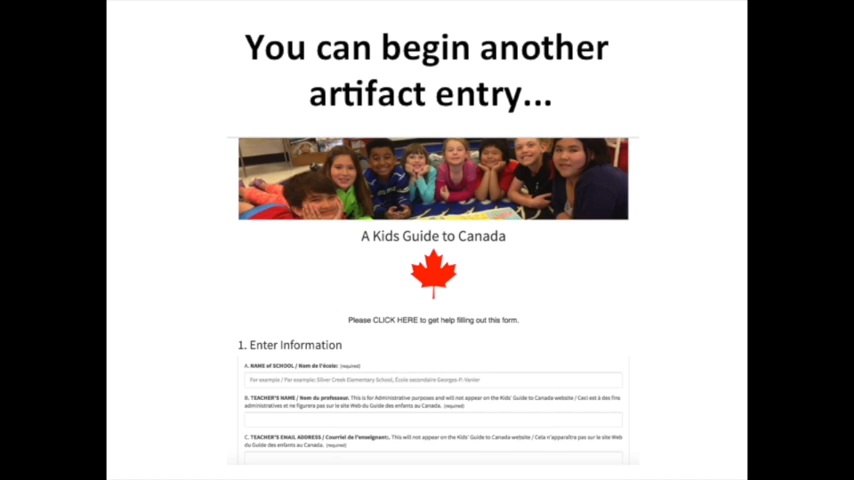 You can begin another
artifact entry...
A Kids Guide to Canada
Please CLICK HERE to get help filling out this form.
1. Enter Information
A. NAME of SCHOOL / Nom de l'école: (required)
For example / Par exemple: Silver Creek Elementary School, École secondaire Georges-P.-Vanier
B. TEACHER'S NAME / Nom du professeur. This is for Administrative purposes and will not appear on the Kids' Guide to Canada website / Ceci est à des fins
administratives et ne figurera pas sur le site Web du Guide des enfants au Canada. (required)
C. TEACHER'S EMAIL ADDRESS / Courriel de l'enseignant:. This will not appear on the Kids' Guide to Canada website / Cela n'apparaîtra pas sur le site Web
du Guide des enfants au Canada. (required)